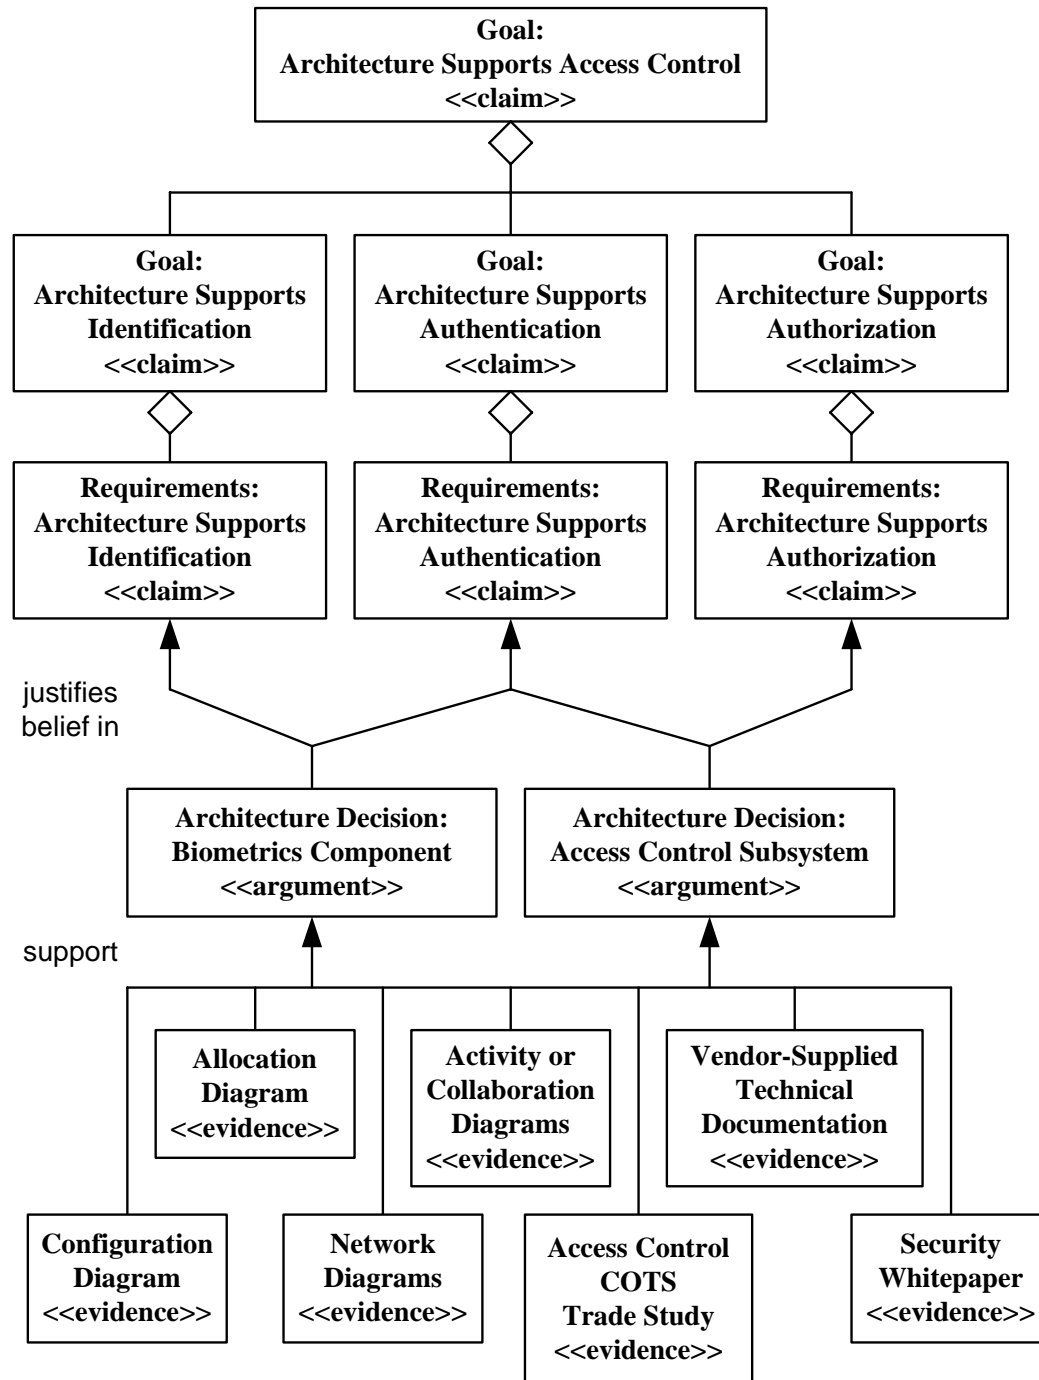 Goal:
Architecture Supports Access Control
<<claim>>
Goal:
Architecture Supports
Identification
<<claim>>
Goal:
Architecture Supports
Authentication
<<claim>>
Goal:
Architecture Supports
Authorization
<<claim>>
Requirements:
Architecture Supports
Identification
<<claim>>
Requirements:
Architecture Supports
Authentication
<<claim>>
Requirements:
Architecture Supports
Authorization
<<claim>>
justifies
belief in
Architecture Decision:
Biometrics Component
<<argument>>
Architecture Decision:
Access Control Subsystem
<<argument>>
support
Allocation
Diagram
<<evidence>>
Activity or
Collaboration
Diagrams
<<evidence>>
Vendor-Supplied
Technical
Documentation
<<evidence>>
Configuration
Diagram
<<evidence>>
Network
Diagrams
<<evidence>>
Access Control
COTS
Trade Study
<<evidence>>
Security
Whitepaper
<<evidence>>